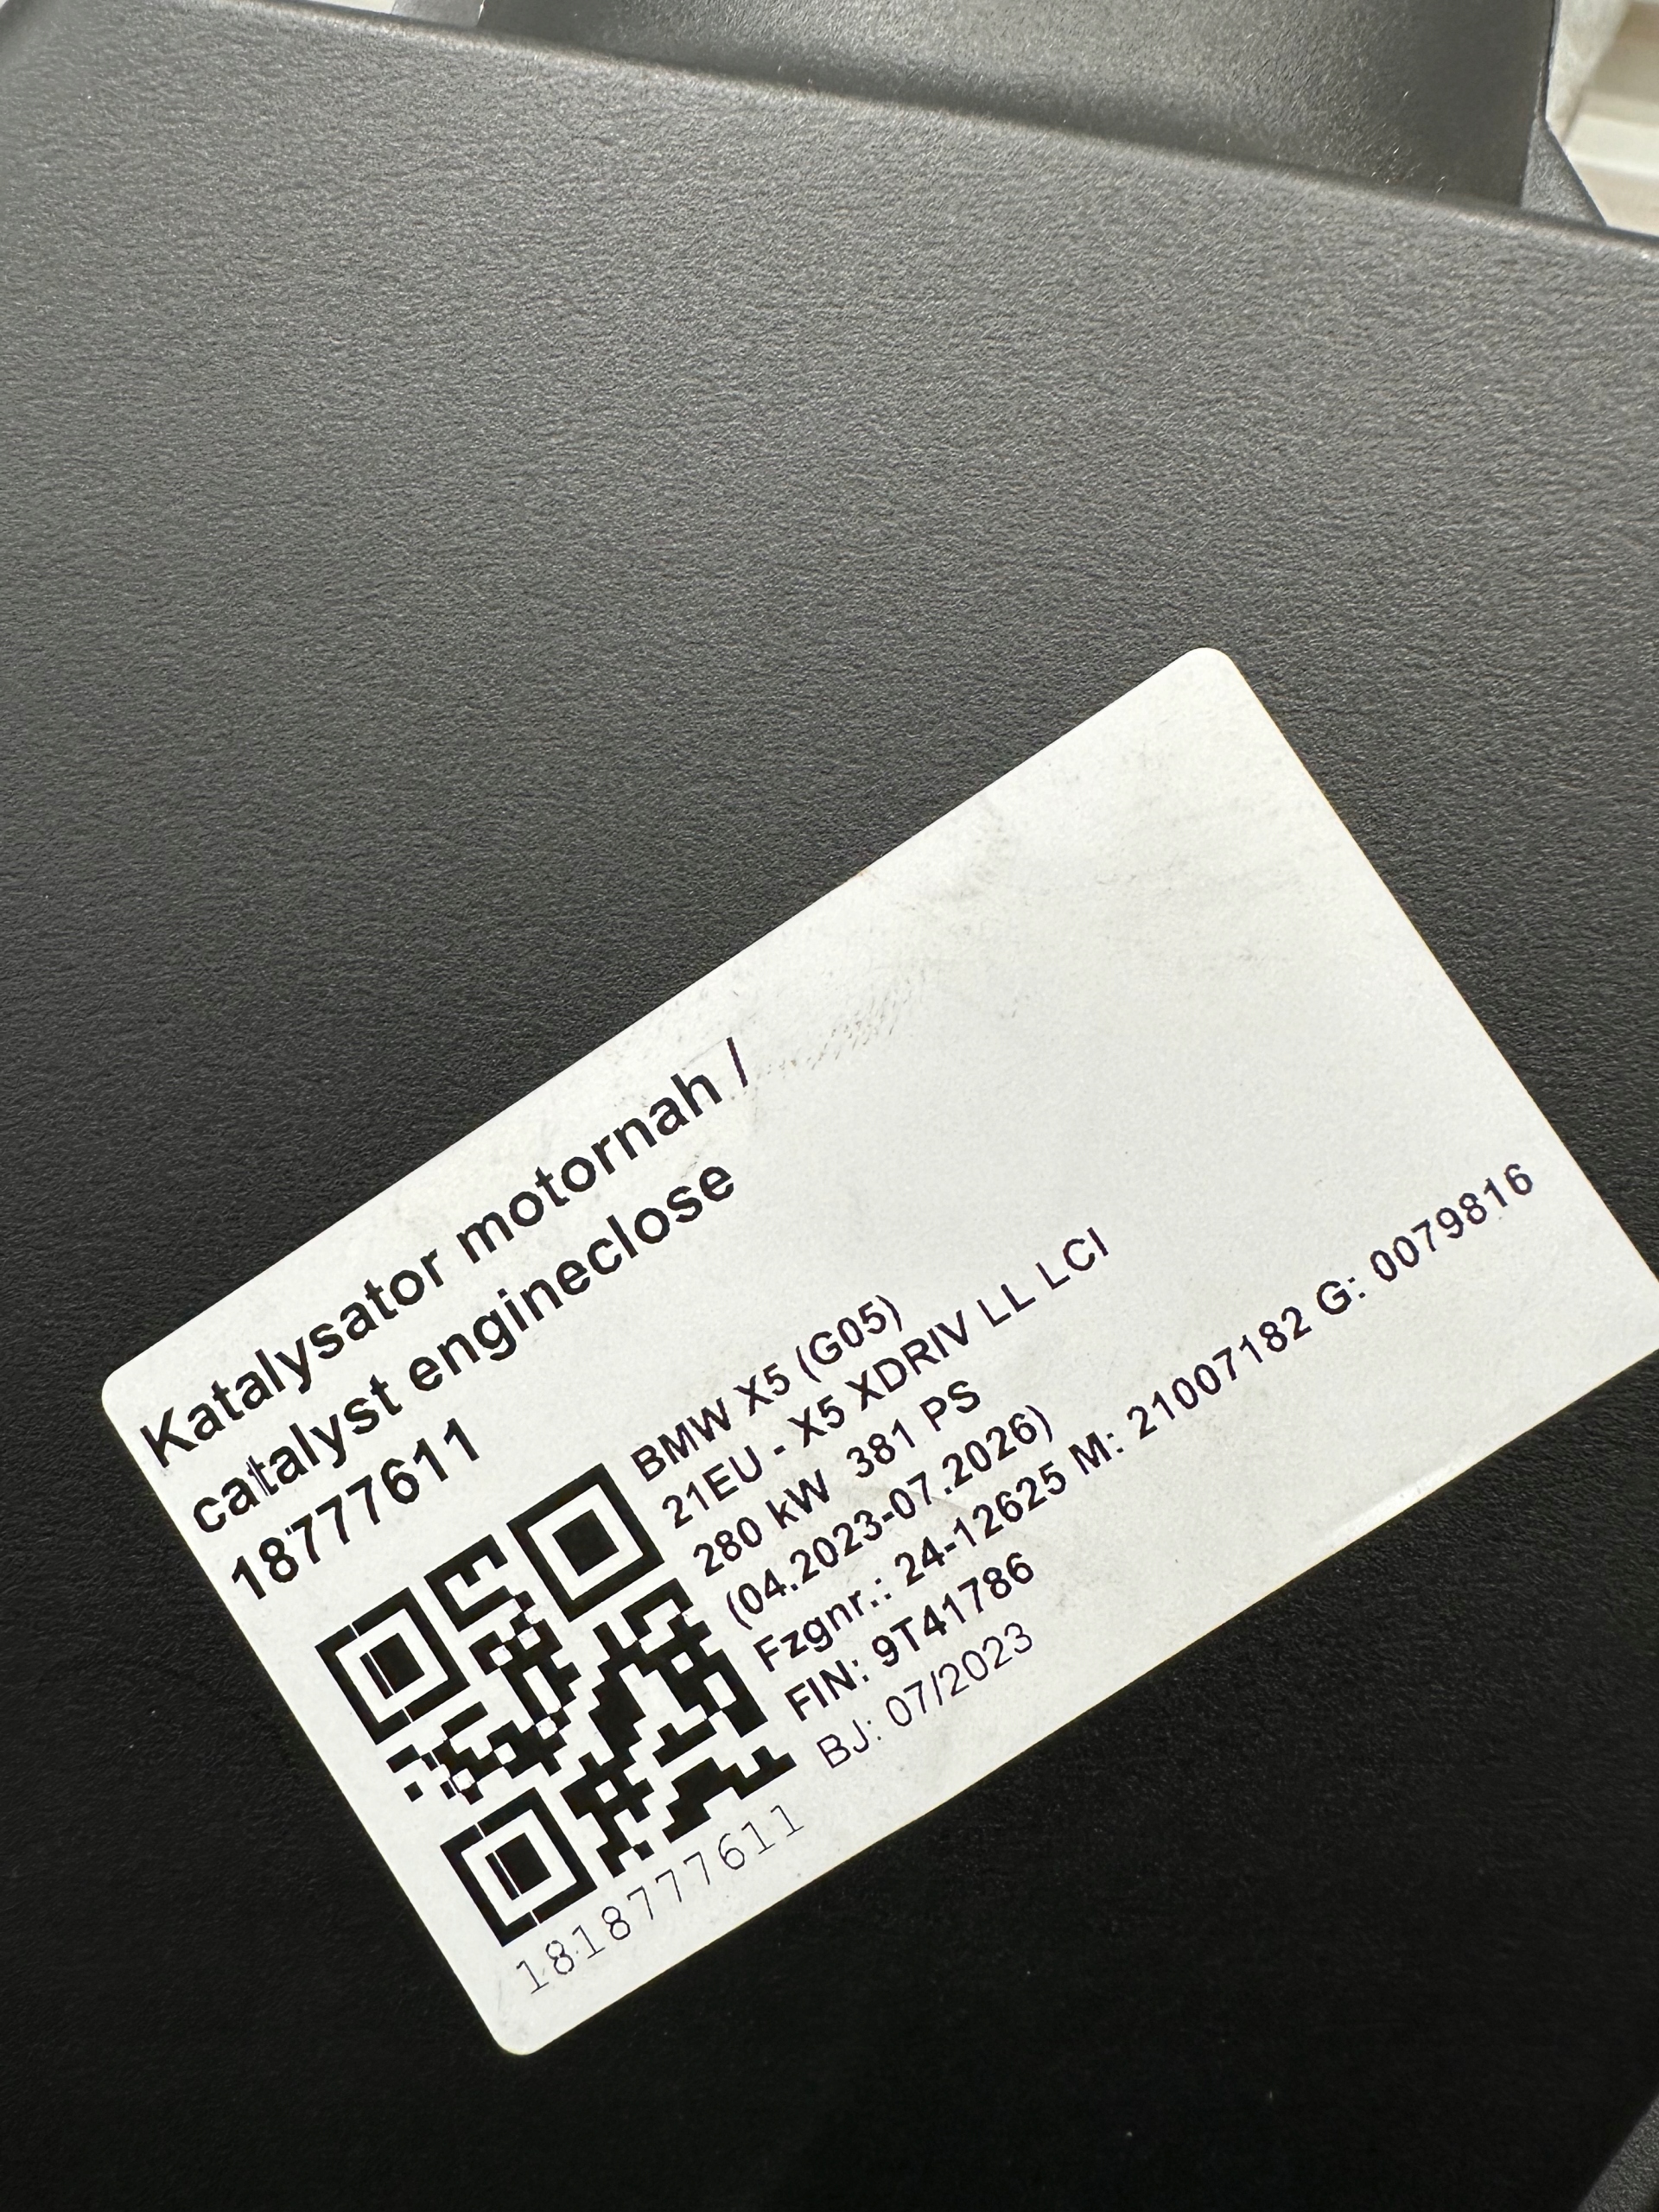 Katalysator motornah /
catalyst engineclose
18777611
BMW X5 (G05)
21EU - X5 XDRIV LL LCI
280 kW 381 PS
(04.2023-07.2026)
Fzgnr.: 24-12625 M: 21007182 G: 0079816
FIN: 9T41786
BJ: 07/2023
1818777611